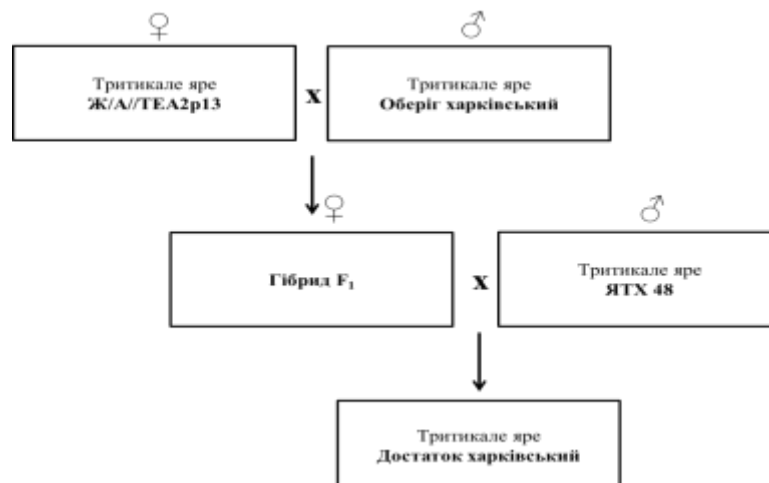 ♀ ♂
Тритикале яре
Ж/А//ТЕА2р13
х
Тритикале яре
Оберіг харківський
♀ ♂
Гібрид F₁
х
Тритикале яре
ЯТХ 48
Тритикале яре
Достаток харківський